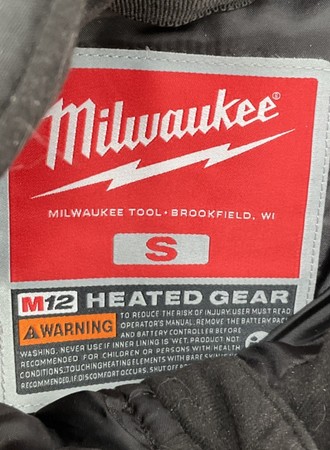 Milwaukee®
MILWAUKEE TOOL • BROOKFIELD, WI
S
M12 HEATED GEAR
WARNING
TO REDUCE THE RISK OF INJURY, USER MUST READ
OPERATOR'S MANUAL. REMOVE THE BATTERY PACK
AND BATTERY CONTROLLER BEFORE
WASHING. NEVER USE IF INNER LINING IS WET. PRODUCT NOT
RECOMMENDED FOR CHILDREN OR PERSONS WITH HEALTH
CONDITIONS. TOUCHING HEATING ELEMENTS WITH BARE SKIN
RECOMMENDED. IF DISCOMFORT OCCURS, SHUT OFF